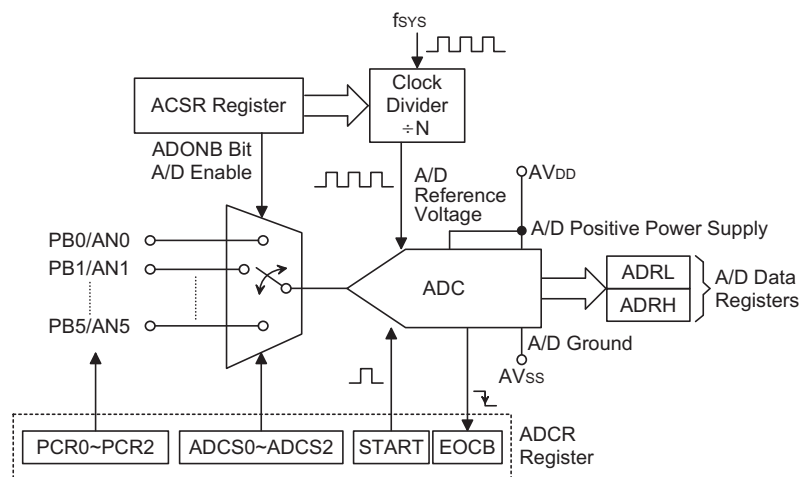 fSYS
ACSR Register
Clock
Divider
÷N
ADONB Bit
A/D Enable
A/D
Reference
Voltage
AVDD
A/D Positive Power Supply
PB0/AN0
PB1/AN1
PB5/AN5
ADC
ADRL
ADRH
A/D Data
Registers
A/D Ground
AVSS
PCR0~PCR2
ADCS0~ADCS2
START
EOCB
ADCR
Register